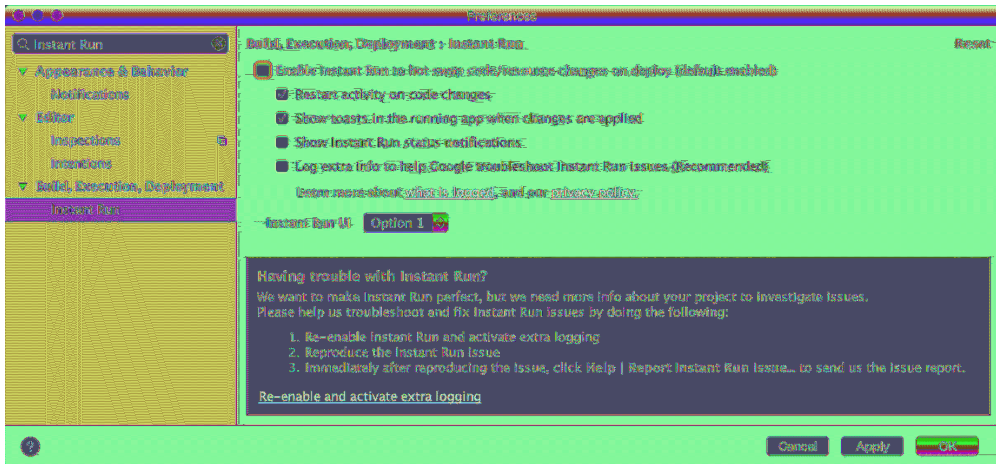 Preferences
Instant Run
Build, Execution, Deployment › Instant Run
Reset
Appearance & Behavior
Notifications
Editor
Inspections
Intentions
Build, Execution, Deployment
Instant Run
Enable Instant Run to hot swap code/resource changes on deploy (default enabled)
Restart activity on code changes
Show toasts in the running app when changes are applied
Show Instant Run status notifications
Log extra info to help Google troubleshoot Instant Run issues (Recommended)
Learn more about what is logged, and our privacy policy.
Instant Run UI Option 1
Having trouble with Instant Run?
We want to make Instant Run perfect, but we need more info about your project to investigate issues.
Please help us troubleshoot and fix Instant Run issues by doing the following:
1. Re-enable Instant Run and activate extra logging
2. Reproduce the Instant Run issue
3. Immediately after reproducing the issue, click Help | Report Instant Run Issue... to send us the issue report.
Re-enable and activate extra logging
?
Cancel
Apply
OK